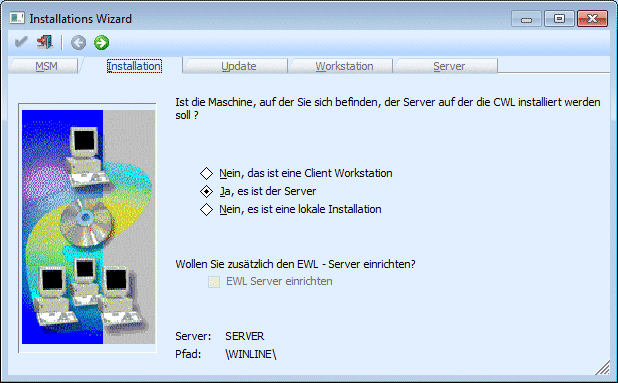 Installations Wizard
MSM Installation Update Workstation Server
Ist die Maschine, auf der Sie sich befinden, der Server auf der die CWL installiert werden
soll ?
Nein, das ist eine Client Workstation
Ja, es ist der Server
Nein, es ist eine lokale Installation
Wollen Sie zusätzlich den EWL - Server einrichten?
EWL Server einrichten
Server: SERVER
Pfad: \WINLINE\